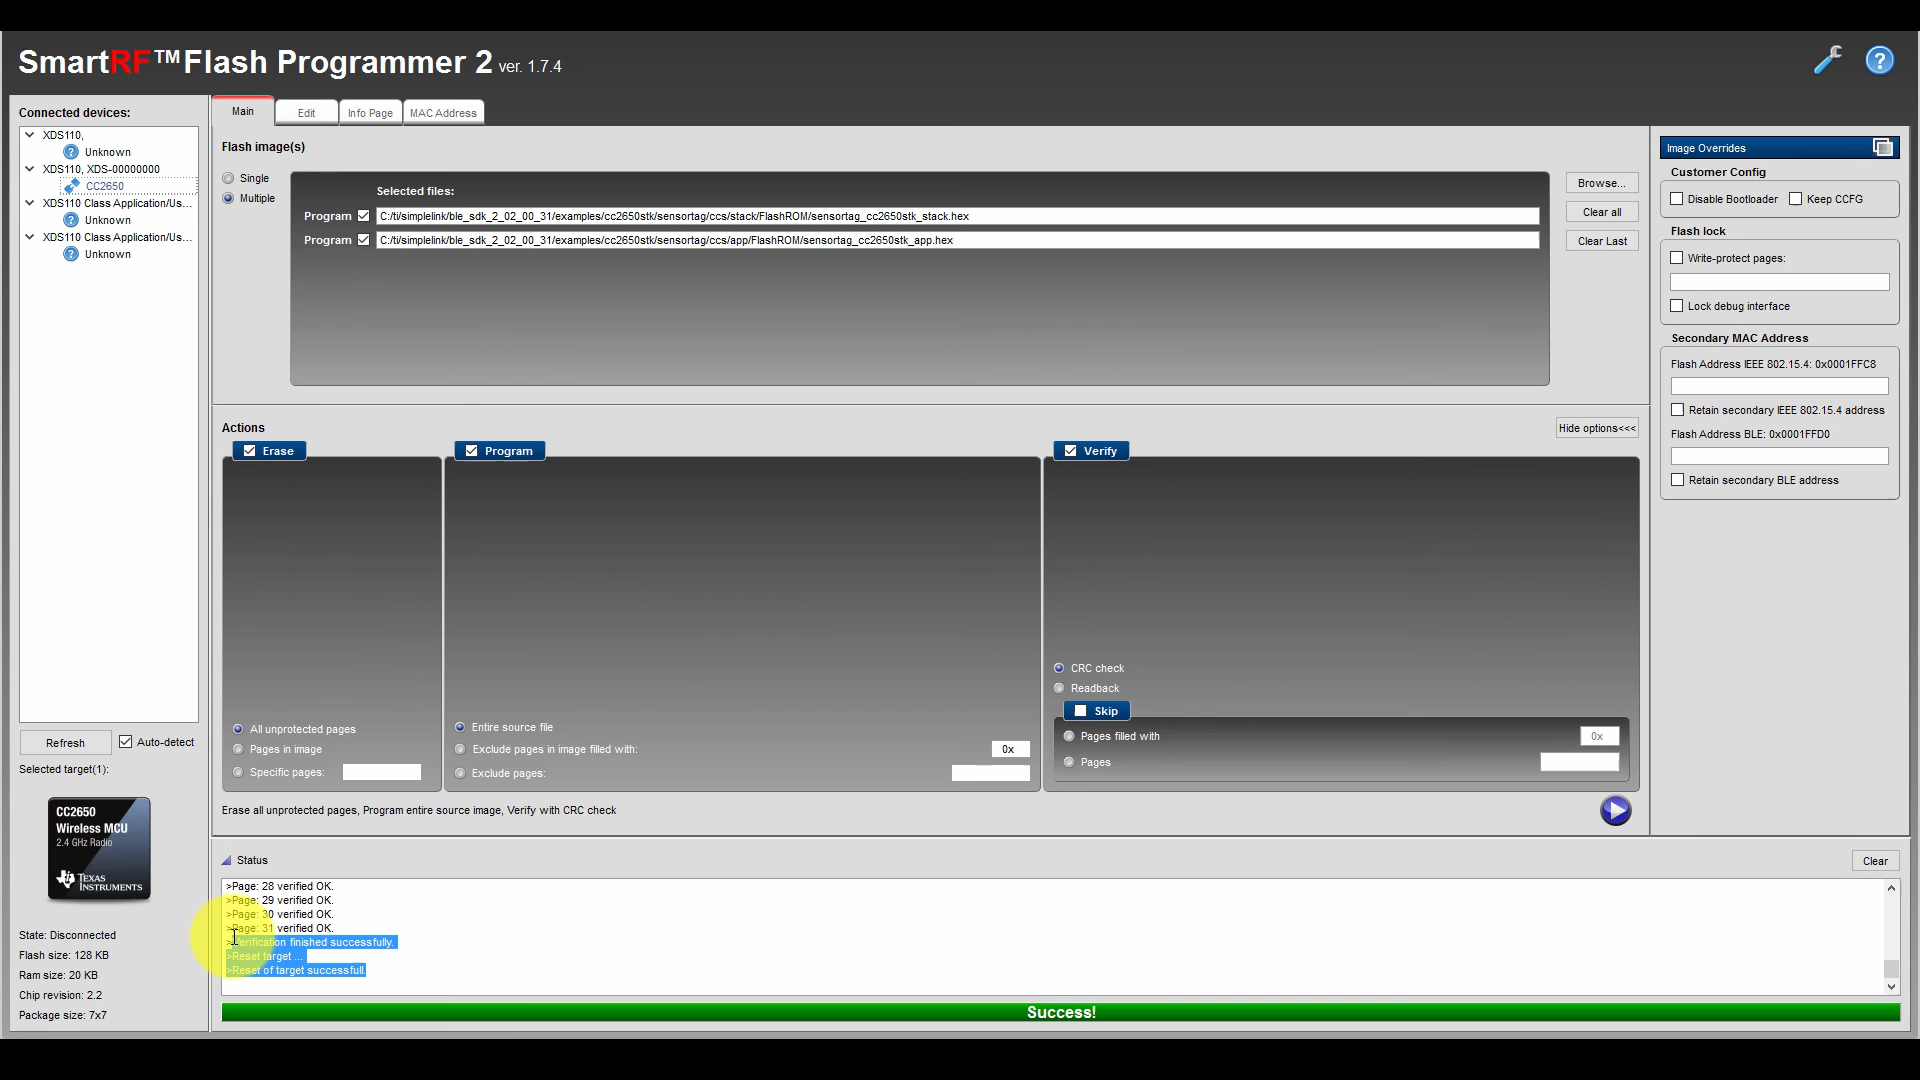 SmartRF™Flash Programmer 2 ver. 1.7.4
Connected devices:
XDS110,
Unknown
XDS110, XDS-00000000
CC2650
XDS110 Class Application/Us...
Unknown
XDS110 Class Application/Us...
Unknown
Refresh
Auto-detect
Selected target(1):
CC2650
Wireless MCU
2.4 GHz Radio
TEXAS
INSTRUMENTS
State: Disconnected
Flash size: 128 KB
Ram size: 20 KB
Chip revision: 2.2
Package size: 7x7
Main
Edit
Info Page
MAC Address
Flash image(s)
Single
Multiple
Selected files:
Program C:/ti/simplelink/ble_sdk_2_02_00_31/examples/cc2650stk/sensortag/ccs/stack/FlashROM/sensortag_cc2650stk_stack.hex
Program C:/ti/simplelink/ble_sdk_2_02_00_31/examples/cc2650stk/sensortag/ccs/app/FlashROM/sensortag_cc2650stk_app.hex
Browse...
Clear all
Clear Last
Actions
Hide options<<<
Erase
All unprotected pages
Pages in image
Specific pages:
Program
Entire source file
Exclude pages in image filled with: 0x
Exclude pages:
Verify
CRC check
Readback
Skip
Pages filled with 0x
Pages
Erase all unprotected pages, Program entire source image, Verify with CRC check
Status
Clear
>Page: 28 verified OK.
>Page: 29 verified OK.
>Page: 30 verified OK.
>Page: 31 verified OK.
>Verification finished successfully.
>Reset target ...
>Reset of target successfull.
Success!
Image Overrides
Customer Config
Disable Bootloader
Keep CCFG
Flash lock
Write-protect pages:
Lock debug interface
Secondary MAC Address
Flash Address IEEE 802.15.4: 0x0001FFC8
Retain secondary IEEE 802.15.4 address
Flash Address BLE: 0x0001FFD0
Retain secondary BLE address